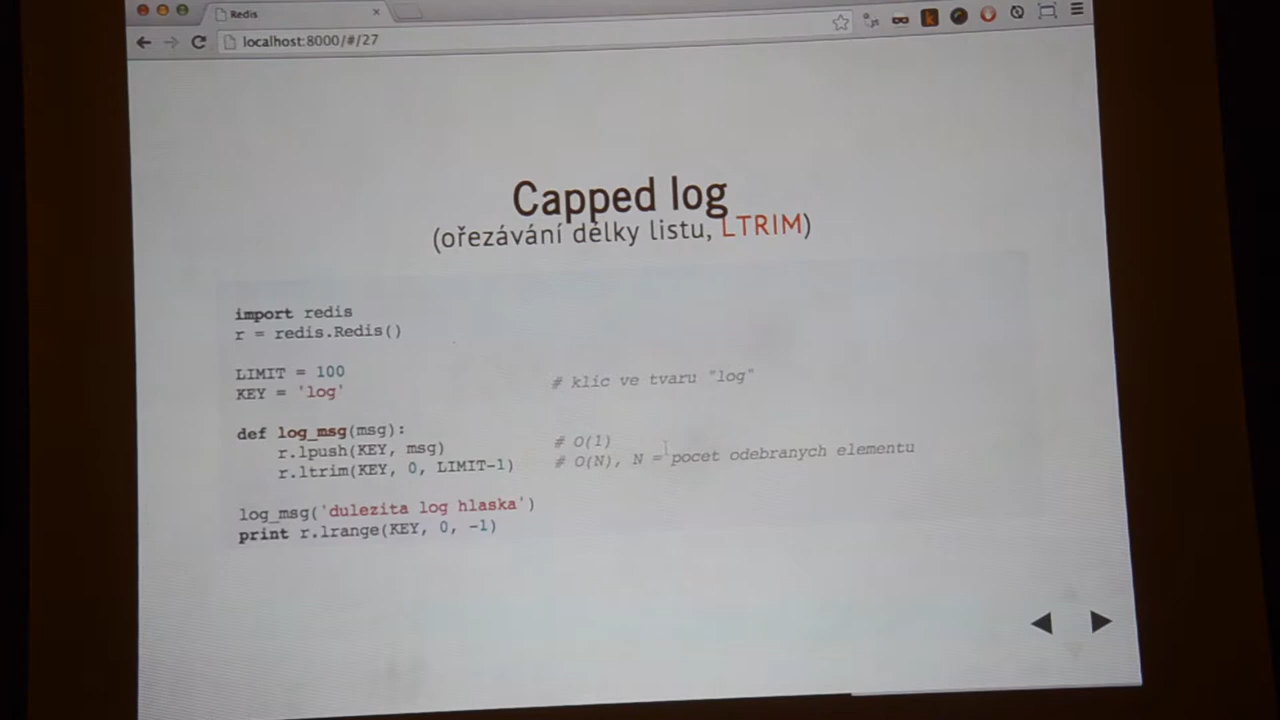 Redis
localhost:8000/#/27
Capped log
(ořezávání délky listu, LTRIM)
import redis
r = redis.Redis()
LIMIT = 100
KEY = 'log' # klic ve tvaru "log"
def log_msg(msg):
r.lpush(KEY, msg) # O(1)
r.ltrim(KEY, 0, LIMIT-1) # O(N), N = pocet odebranych elementu
log_msg('dulezita log hlaska')
print r.lrange(KEY, 0, -1)